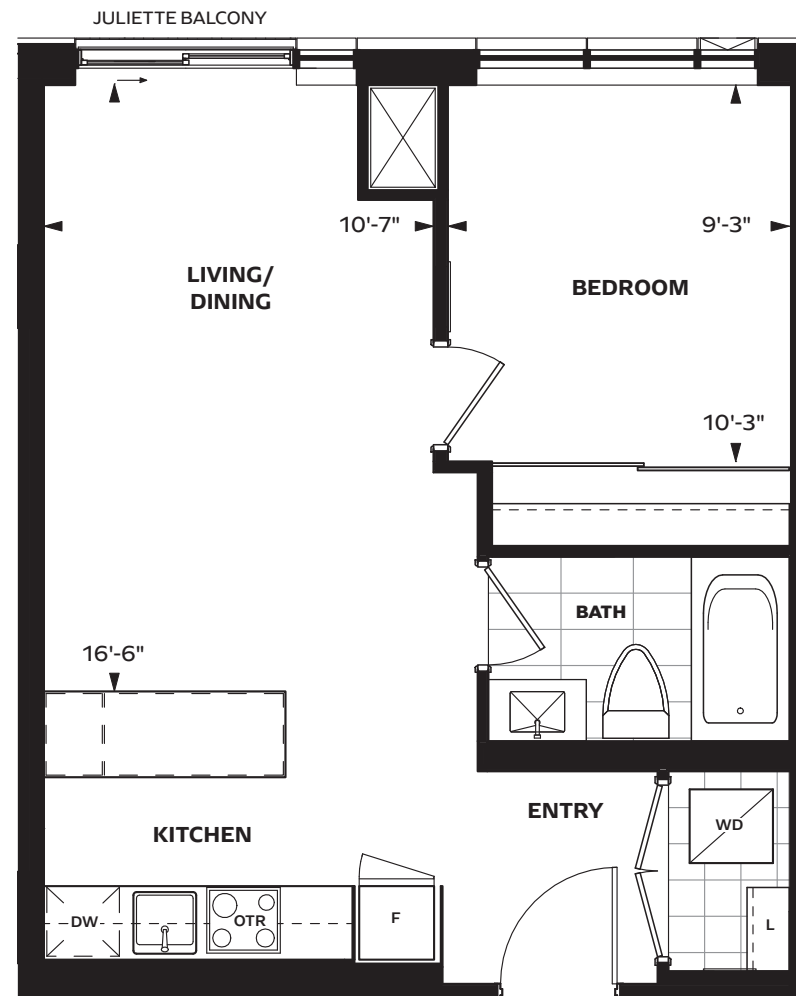 JULIETTE BALCONY
10'-7"
9'-3"
LIVING/
DINING
BEDROOM
10'-3"
BATH
16'-6"
ENTRY
KITCHEN
WD
DW
OTR
F
L